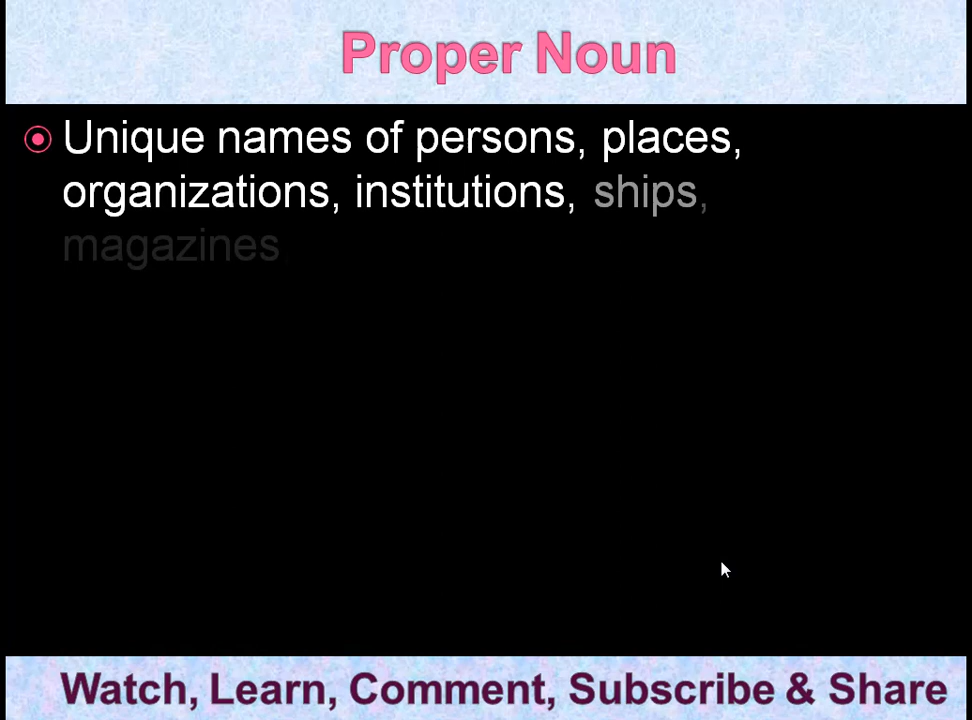 Proper Noun
Unique names of persons, places,
organizations, institutions, ships,
magazines,
Watch, Learn, Comment, Subscribe & Share